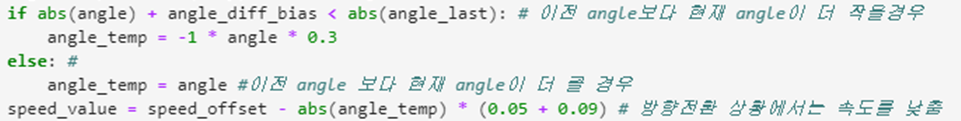 if abs(angle) + angle_diff_bias < abs(angle_last): # 이전 angle보다 현재 angle이 더 작을경우
    angle_temp = -1 * angle * 0.3
else: #
    angle_temp = angle #이전 angle 보다 현재 angle이 더 클 경우
speed_value = speed_offset - abs(angle_temp) * (0.05 + 0.09) # 방향전환 상황에서는 속도를 낮춤